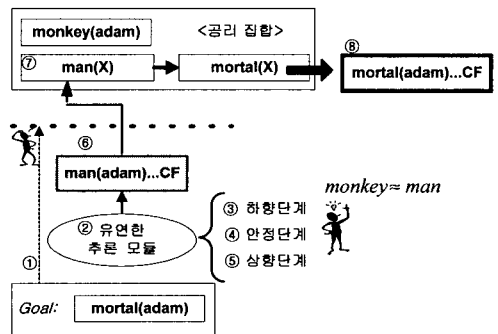 monkey(adam) <공리 집합>
⑦ man(X) mortal(X)
⑧
mortal(adam)...CF
⑥
man(adam)...CF
monkey≈ man
② 유연한
추론 모듈
③ 하향단계
④ 안정단계
⑤ 상향단계
①
Goal: mortal(adam)